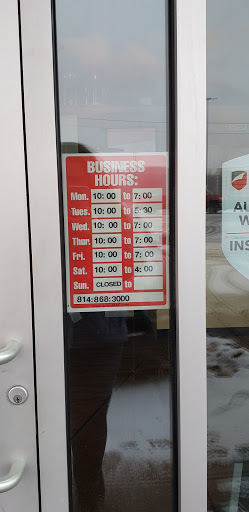 BUSINESS
HOURS:
Mon. 10:00 to 7:00
Tues. 10:00 to 5:30
Wed. 10:00 to 7:00
Thur. 10:00 to 7:00
Fri. 10:00 to 7:00
Sat. 10:00 to 4:00
Sun. CLOSED to
814:868:3000
AU
W
INS